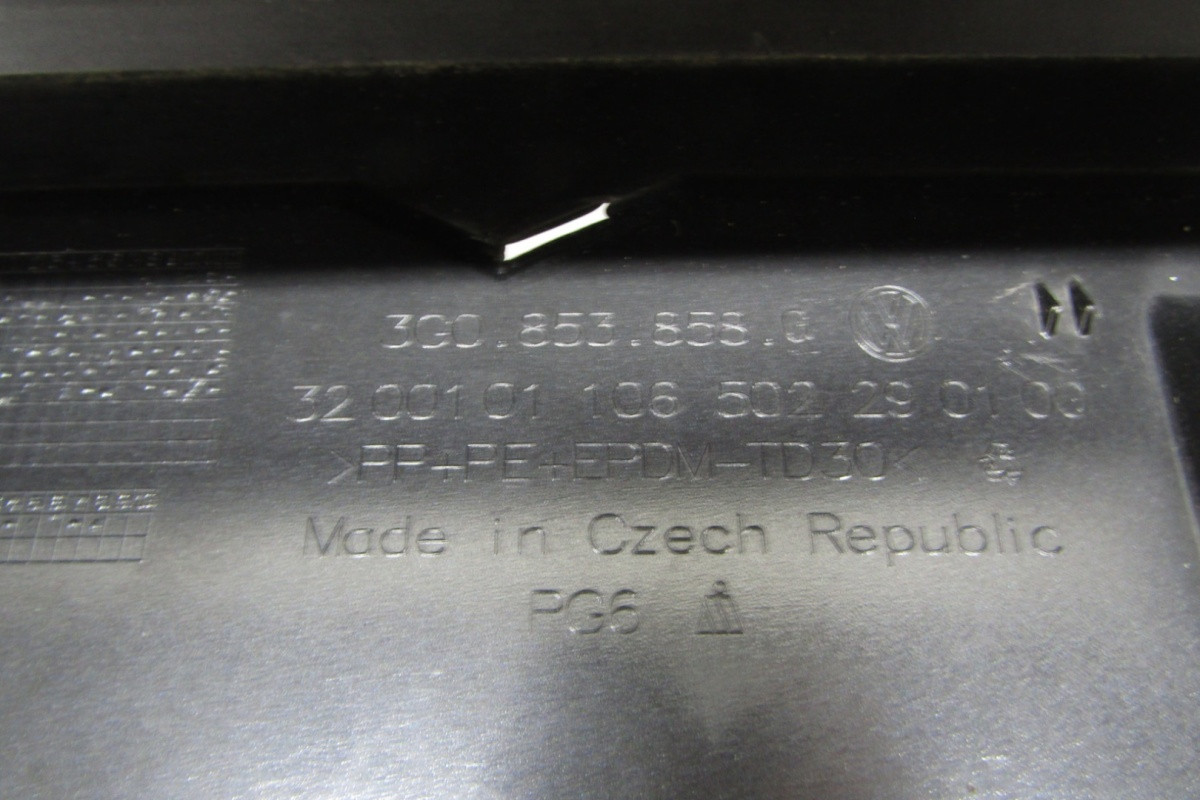 3G0.853.858.G
32 001 01 106 502 29 01 00
>PP+PE+EPDM-TD30<
Made in Czech Republic
PG6